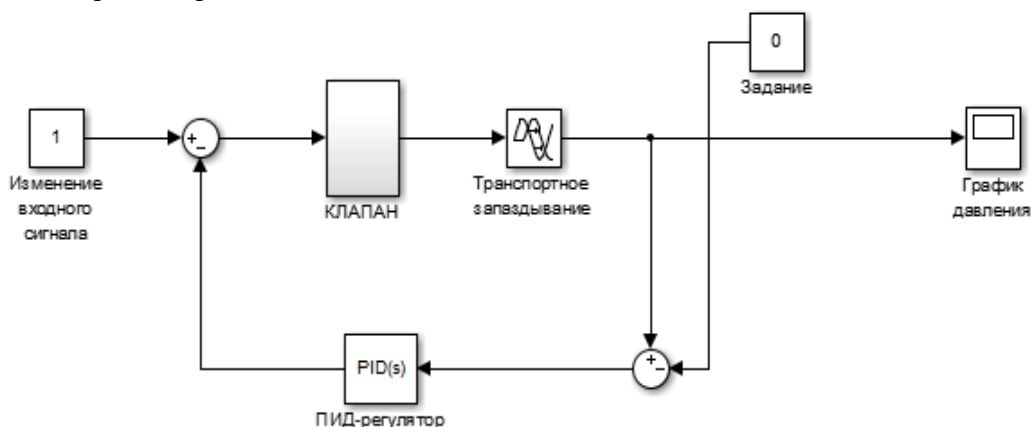 0
Задание
1
Изменение
входного
сигнала
КЛАПАН
Транспортное
запаздывание
График
давления
PID(s)
ПИД-регулятор